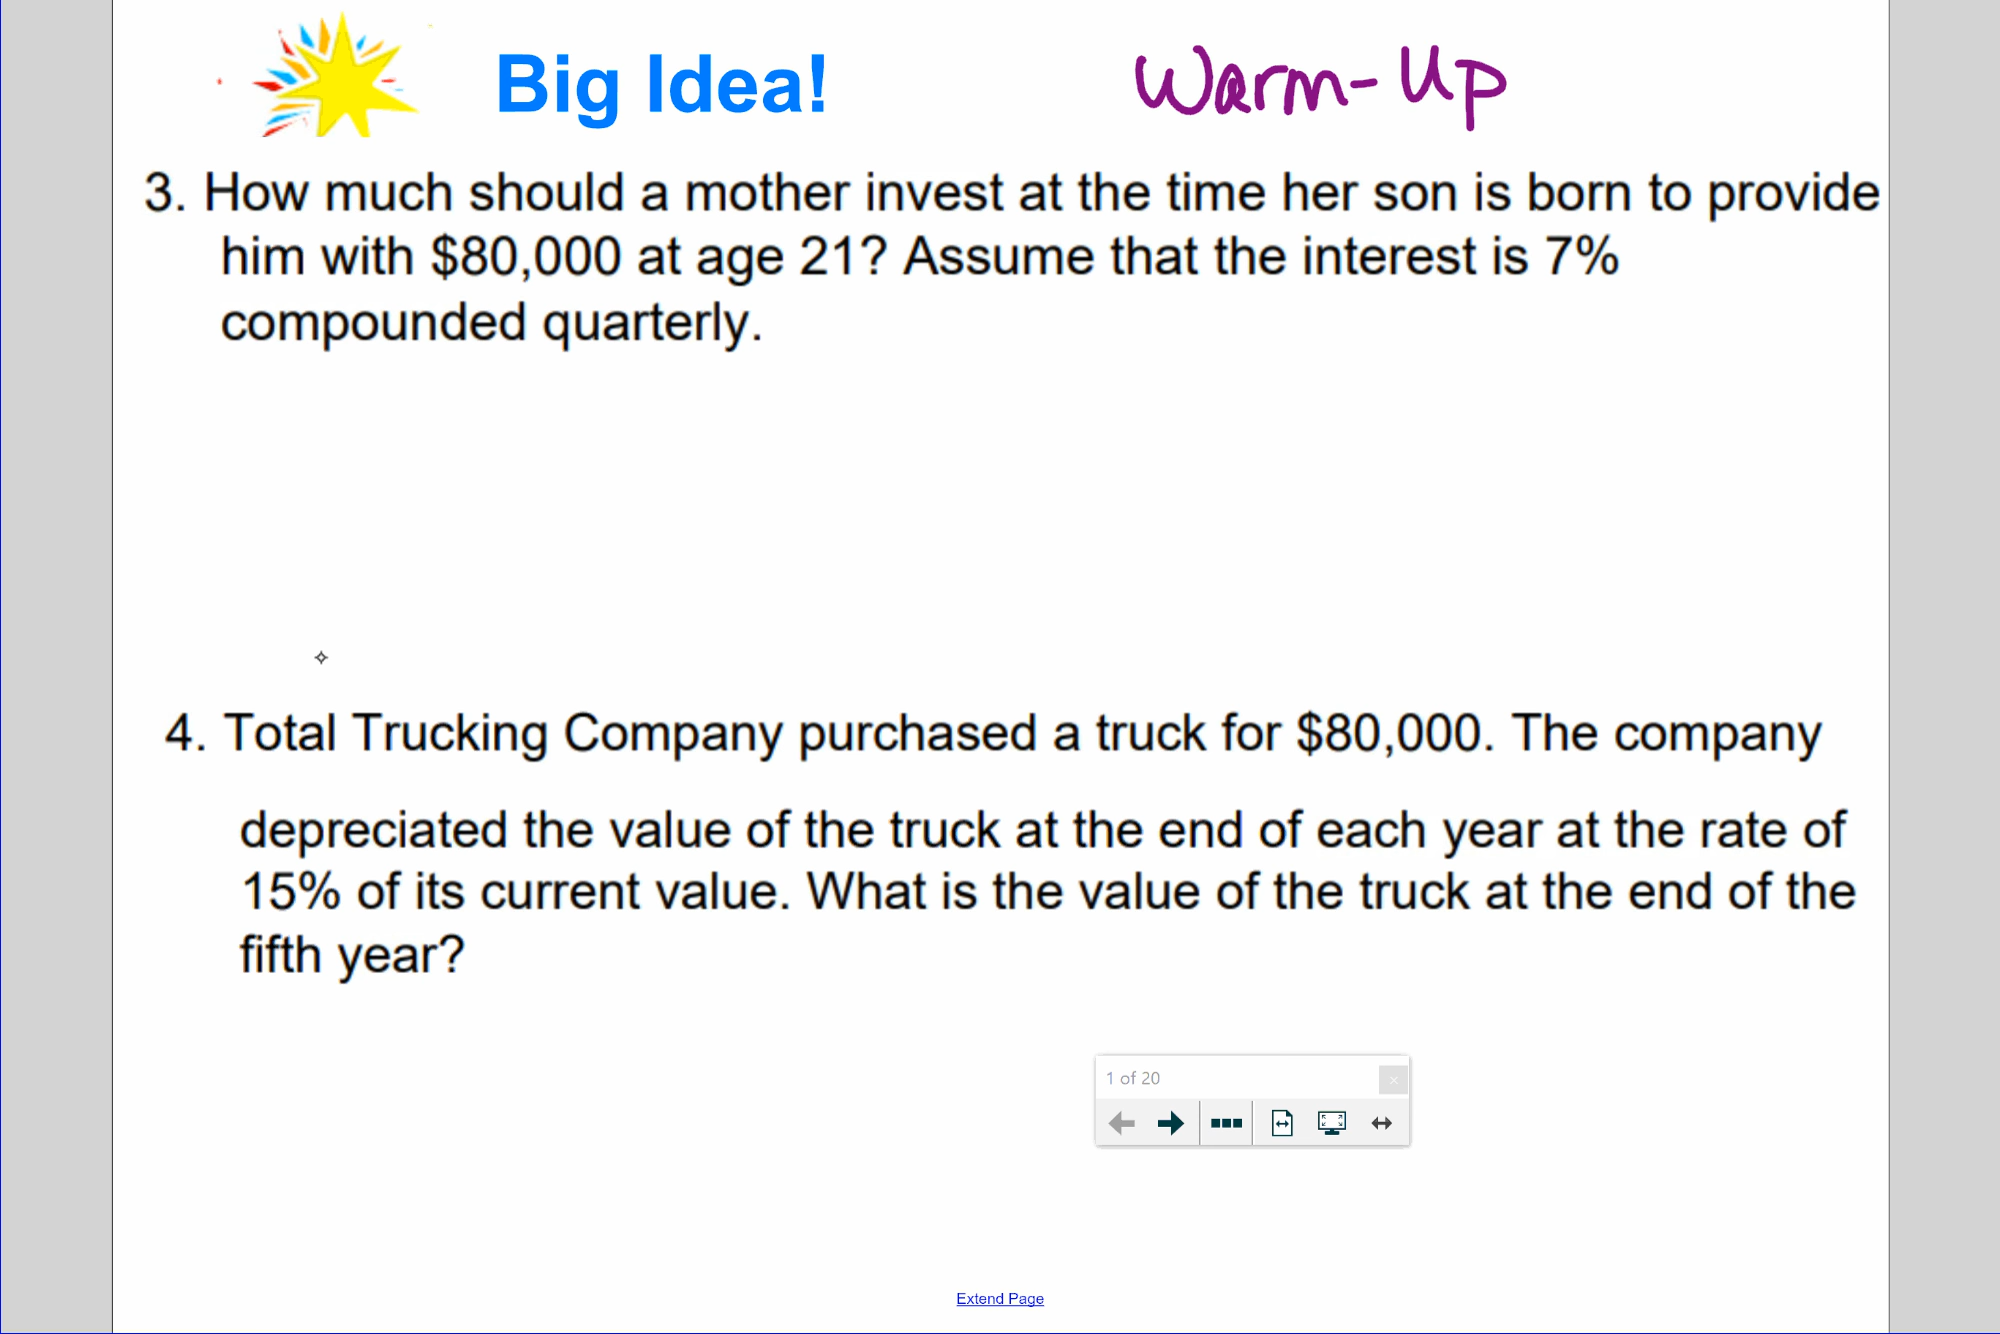 Big Idea!
Warm-Up
3. How much should a mother invest at the time her son is born to provide
him with $80,000 at age 21? Assume that the interest is 7%
compounded quarterly.
4. Total Trucking Company purchased a truck for $80,000. The company
depreciated the value of the truck at the end of each year at the rate of
15% of its current value. What is the value of the truck at the end of the
fifth year?
1 of 20
Extend Page